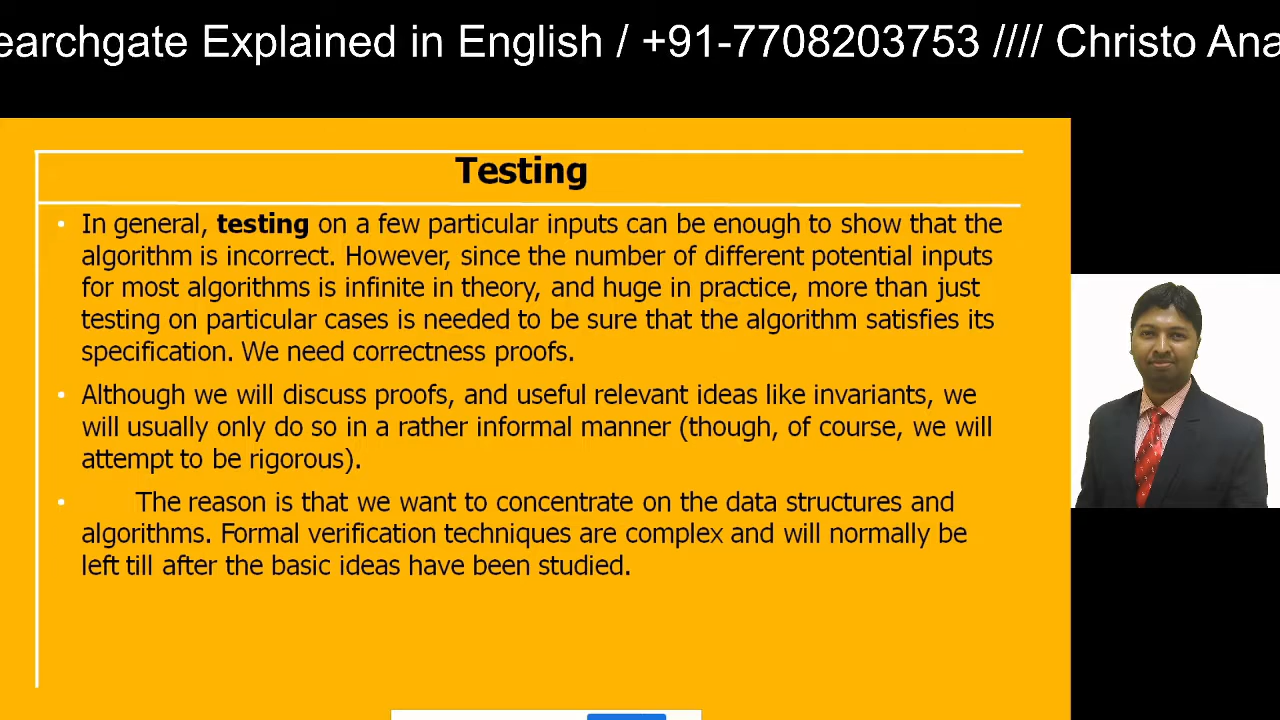 earchgate Explained in English / +91-7708203753 //// Christo Ana
Testing
• In general, testing on a few particular inputs can be enough to show that the
algorithm is incorrect. However, since the number of different potential inputs
for most algorithms is infinite in theory, and huge in practice, more than just
testing on particular cases is needed to be sure that the algorithm satisfies its
specification. We need correctness proofs.
• Although we will discuss proofs, and useful relevant ideas like invariants, we
will usually only do so in a rather informal manner (though, of course, we will
attempt to be rigorous).
• The reason is that we want to concentrate on the data structures and
algorithms. Formal verification techniques are complex and will normally be
left till after the basic ideas have been studied.